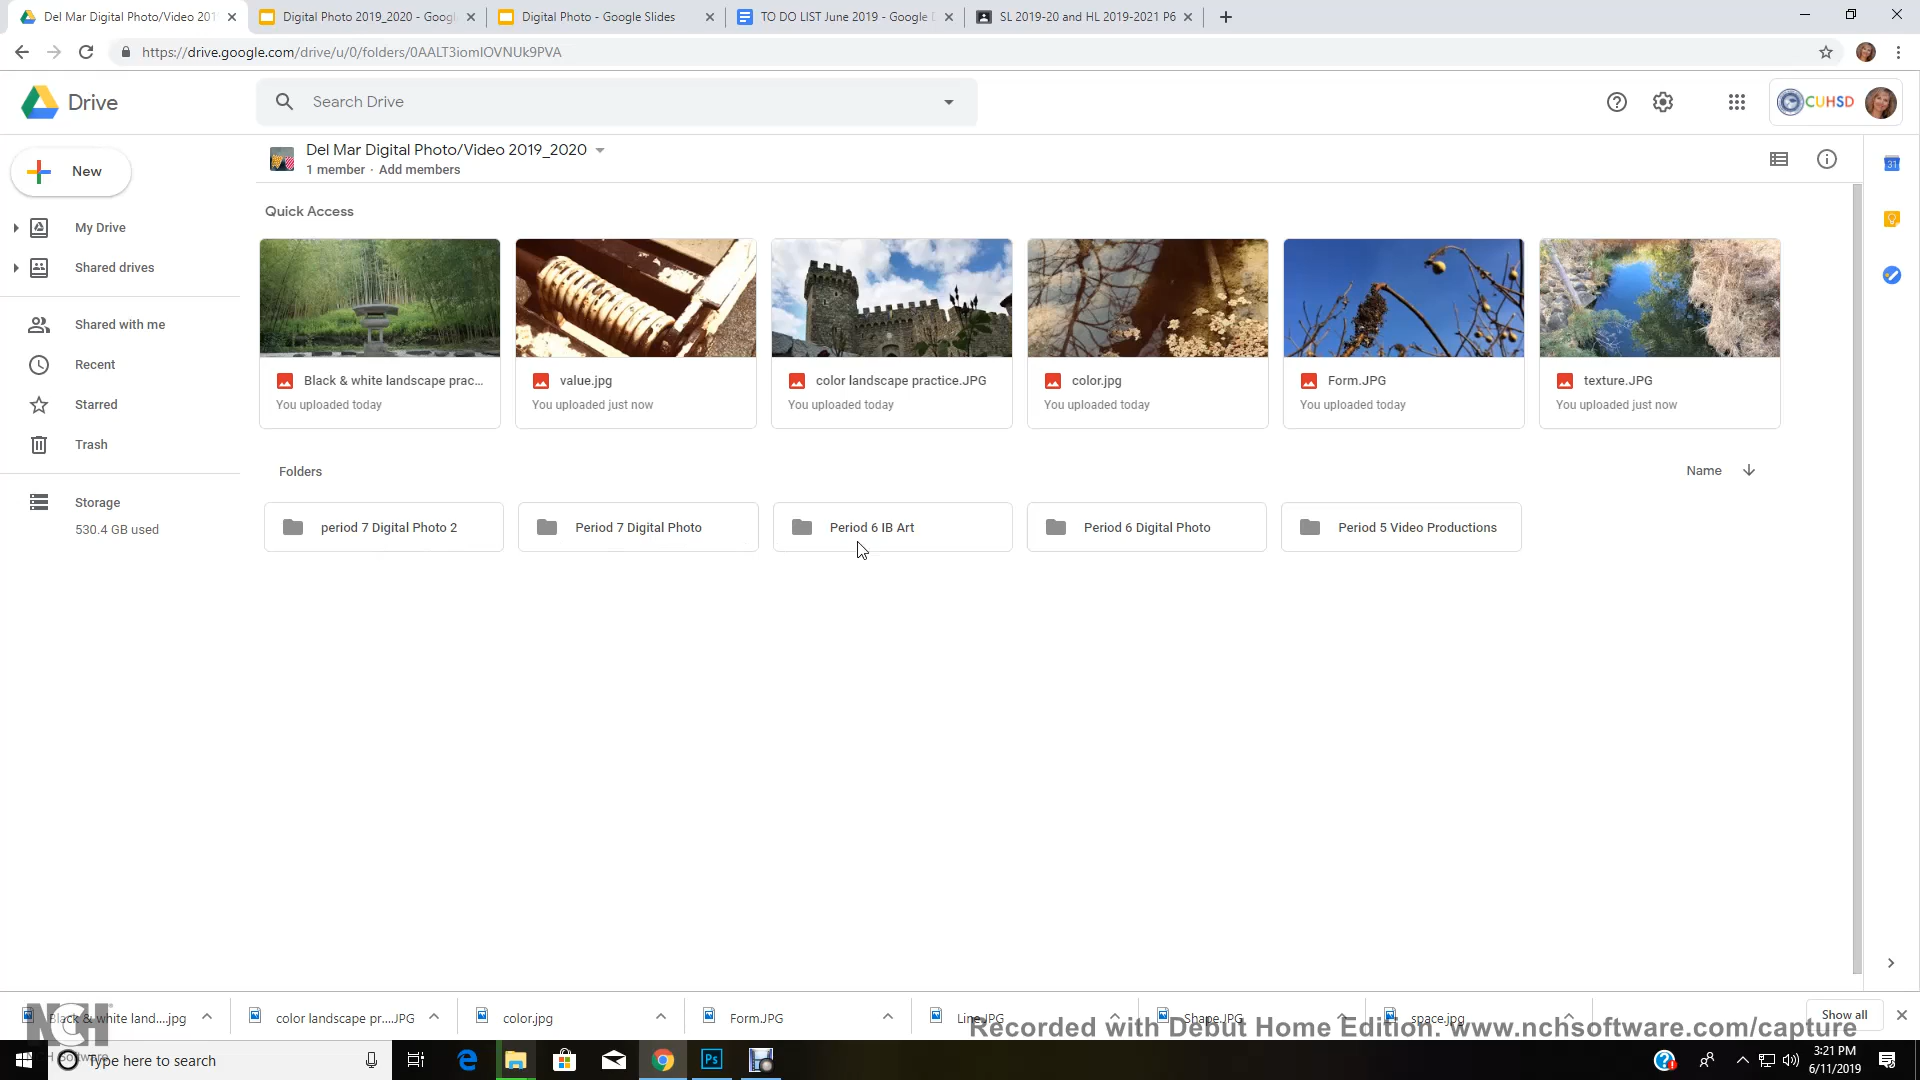 Del Mar Digital Photo/Video 201
Digital Photo 2019_2020 - Googl
Digital Photo - Google Slides
TO DO LIST June 2019 - Google D
SL 2019-20 and HL 2019-2021 P6
https://drive.google.com/drive/u/0/folders/0AALT3iomIOVNUk9PVA
Drive
Search Drive
CUHSD
New
Del Mar Digital Photo/Video 2019_2020
1 member · Add members
31
My Drive
Shared drives
Shared with me
Recent
Starred
Trash
Storage
530.4 GB used
Quick Access
Black & white landscape prac...
You uploaded today
value.jpg
You uploaded just now
color landscape practice.JPG
You uploaded today
color.jpg
You uploaded today
Form.JPG
You uploaded today
texture.JPG
You uploaded just now
Folders
Name
period 7 Digital Photo 2
Period 7 Digital Photo
Period 6 IB Art
Period 6 Digital Photo
Period 5 Video Productions
Black & white land....jpg
color landscape pr....JPG
color.jpg
Form.JPG
Line.JPG
Shape.JPG
space.jpg
Show all
NCH
NCH Software
Recorded with Debut Home Edition. www.nchsoftware.com/capture
Type here to search
Ps
3:21 PM
6/11/2019